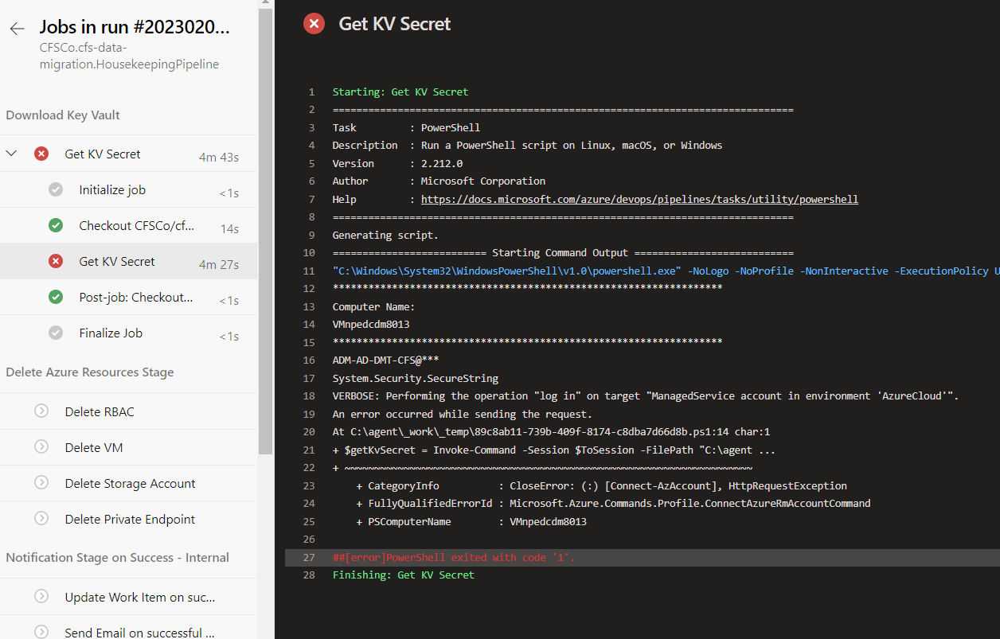 Jobs in run #2023020...
CFSCo.cfs-data-
migration.HousekeepingPipeline
Download Key Vault
Get KV Secret 4m 43s
Initialize job <1s
Checkout CFSCo/cf... 14s
Get KV Secret 4m 27s
Post-job: Checkout... <1s
Finalize Job <1s
Delete Azure Resources Stage
Delete RBAC
Delete VM
Delete Storage Account
Delete Private Endpoint
Notification Stage on Success - Internal
Update Work Item on suc...
Send Email on successful ...
Get KV Secret
1 Starting: Get KV Secret
2 ==============================================================================
3 Task : PowerShell
4 Description : Run a PowerShell script on Linux, macOS, or Windows
5 Version : 2.212.0
6 Author : Microsoft Corporation
7 Help : https://docs.microsoft.com/azure/devops/pipelines/tasks/utility/powershell
8 ==============================================================================
9 Generating script.
10 ========================== Starting Command Output ===========================
11 "C:\Windows\System32\WindowsPowerShell\v1.0\powershell.exe" -NoLogo -NoProfile -NonInteractive -ExecutionPolicy U
12 ******************************************************************
13 Computer Name:
14 VMnpedcdm8013
15 ******************************************************************
16 ADM-AD-DMT-CFS@***
17 System.Security.SecureString
18 VERBOSE: Performing the operation "log in" on target "ManagedService account in environment 'AzureCloud'".
19 An error occurred while sending the request.
20 At C:\agent\_work\_temp\89c8ab11-739b-409f-8174-c8dba7d66d8b.ps1:14 char:1
21 + $getKvSecret = Invoke-Command -Session $ToSession -FilePath "C:\agent ...
22 + ~~~~~~~~~~~~~~~~~~~~~~~~~~~~~~~~~~~~~~~~~~~~~~~~~~~~~~~~~~~~~~~~~~~~~
23 + CategoryInfo : CloseError: (:) [Connect-AzAccount], HttpRequestException
24 + FullyQualifiedErrorId : Microsoft.Azure.Commands.Profile.ConnectAzureRmAccountCommand
25 + PSComputerName : VMnpedcdm8013
26
27 ##[error]PowerShell exited with code '1'.
28 Finishing: Get KV Secret